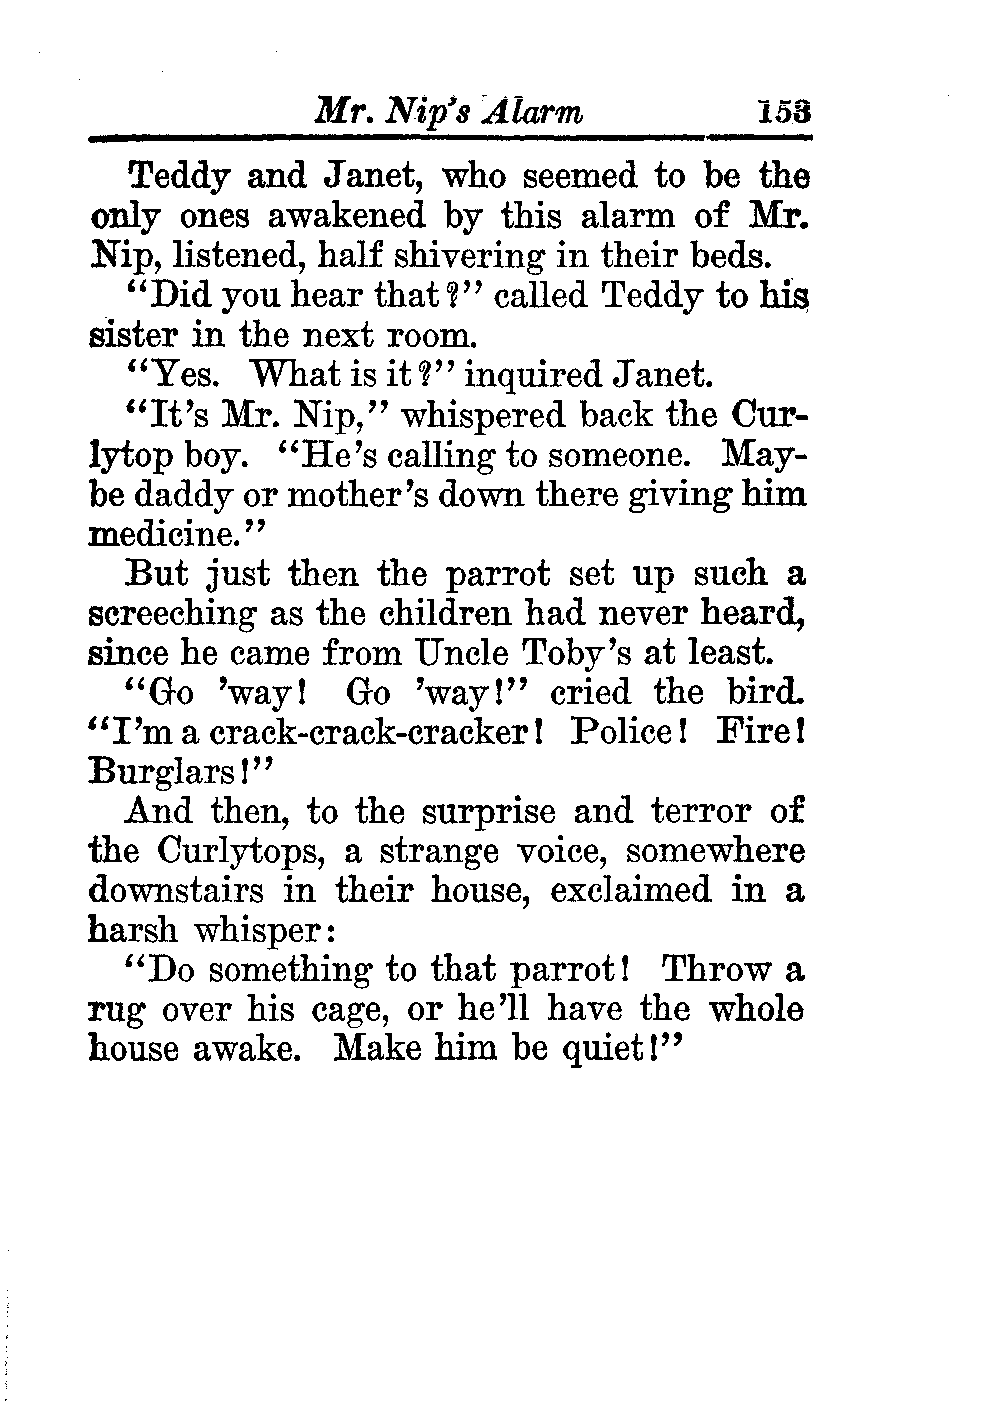 Mr. Nip's Alarm 153
Teddy and Janet, who seemed to be the
only ones awakened by this alarm of Mr.
Nip, listened, half shivering in their beds.
“Did you hear that?” called Teddy to his
sister in the next room.
“Yes. What is it?” inquired Janet.
“It's Mr. Nip,” whispered back the Cur-
lytop boy. “He's calling to someone. May-
be daddy or mother's down there giving him
medicine.”
But just then the parrot set up such a
screeching as the children had never heard,
since he came from Uncle Toby's at least.
“Go 'way! Go 'way!” cried the bird.
“I'm a crack-crack-cracker! Police! Fire!
Burglars!”
And then, to the surprise and terror of
the Curlytops, a strange voice, somewhere
downstairs in their house, exclaimed in a
harsh whisper:
“Do something to that parrot! Throw a
rug over his cage, or he'll have the whole
house awake. Make him be quiet!”